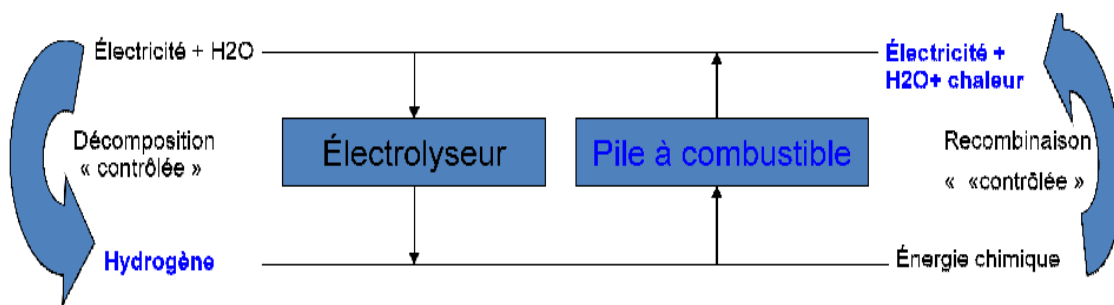 Électricité + H2O
Électricité +
H2O+ chaleur
Décomposition
« contrôlée »
Électrolyseur
Pile à combustible
Recombinaison
« «contrôlée »
Hydrogène
Énergie chimique